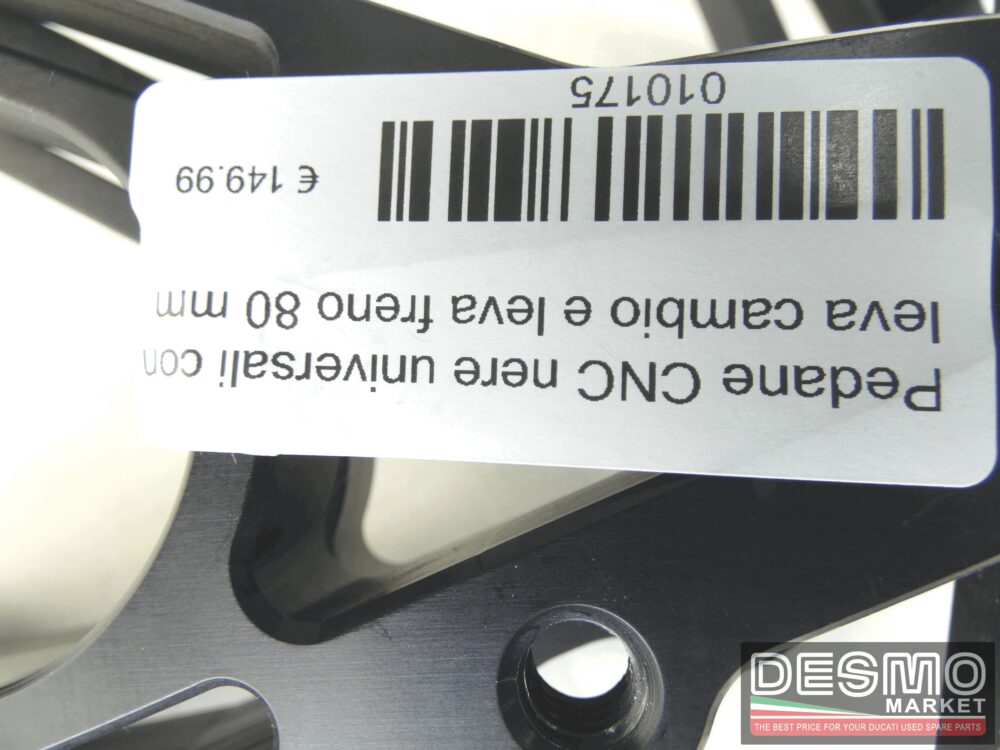 Pedane CNC nere universali con
leva cambio e leva freno 80 mm
€ 149.99
010175
DESMO
MARKET
THE BEST PRICE FOR YOUR DUCATI USED SPARE PARTS